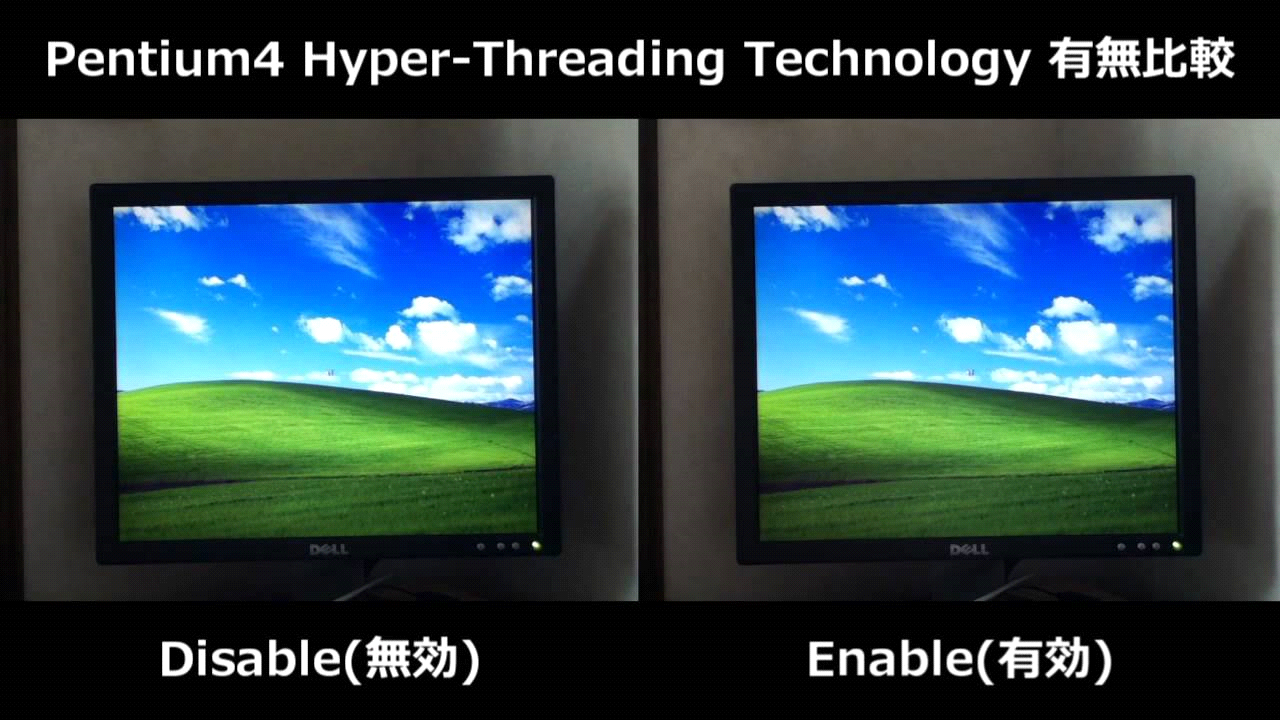 Pentium4 Hyper-Threading Technology 有無比較
DELL
DELL
Disable(無効)
Enable(有効)